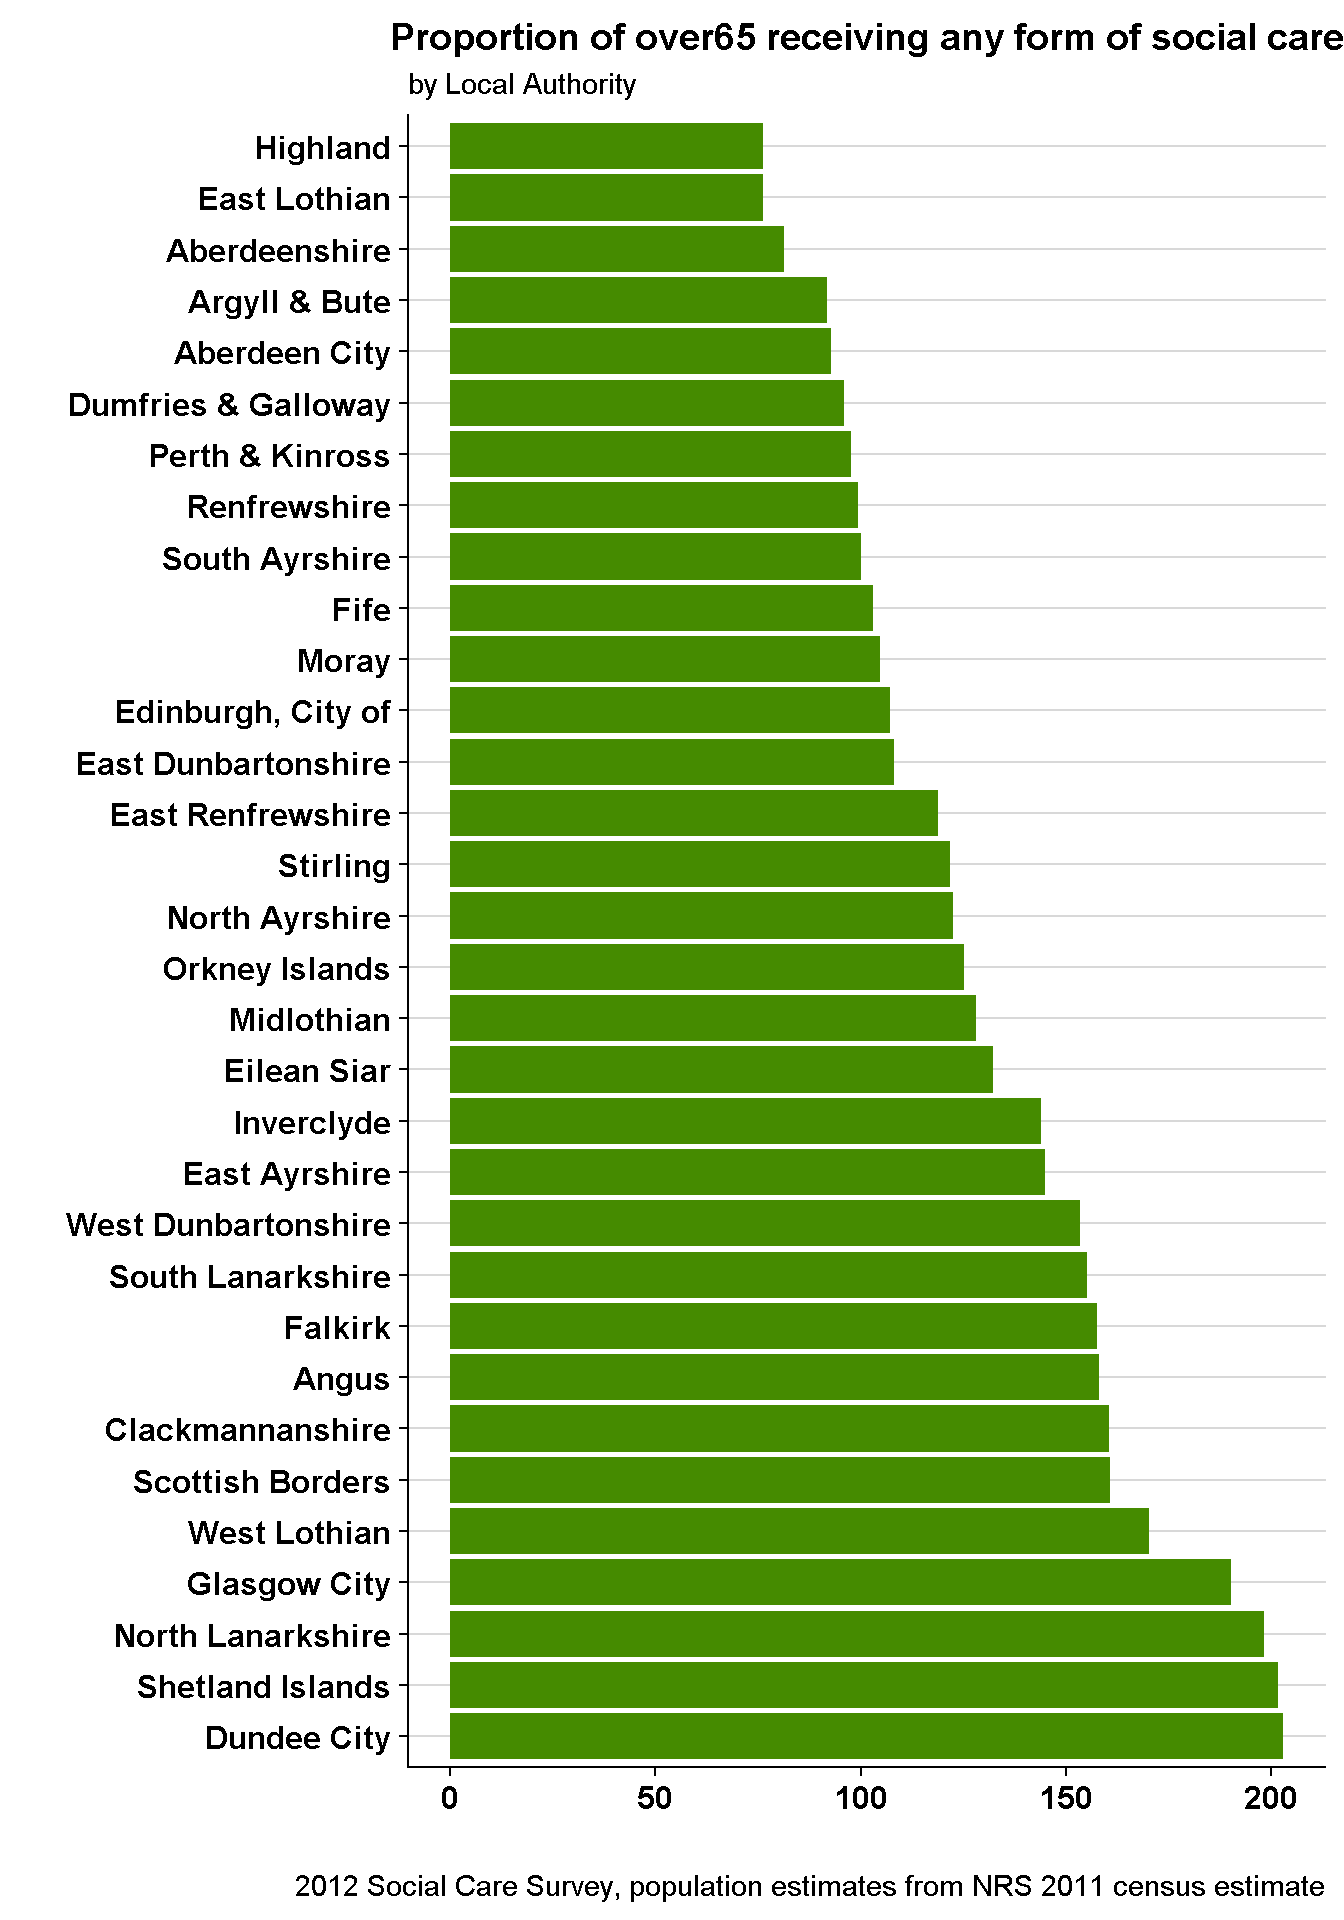 Proportion of over65 receiving any form of social care
by Local Authority
Highland
East Lothian
Aberdeenshire
Argyll & Bute
Aberdeen City
Dumfries & Galloway
Perth & Kinross
Renfrewshire
South Ayrshire
Fife
Moray
Edinburgh, City of
East Dunbartonshire
East Renfrewshire
Stirling
North Ayrshire
Orkney Islands
Midlothian
Eilean Siar
Inverclyde
East Ayrshire
West Dunbartonshire
South Lanarkshire
Falkirk
Angus
Clackmannanshire
Scottish Borders
West Lothian
Glasgow City
North Lanarkshire
Shetland Islands
Dundee City
0 50 100 150 200
2012 Social Care Survey, population estimates from NRS 2011 census estimate